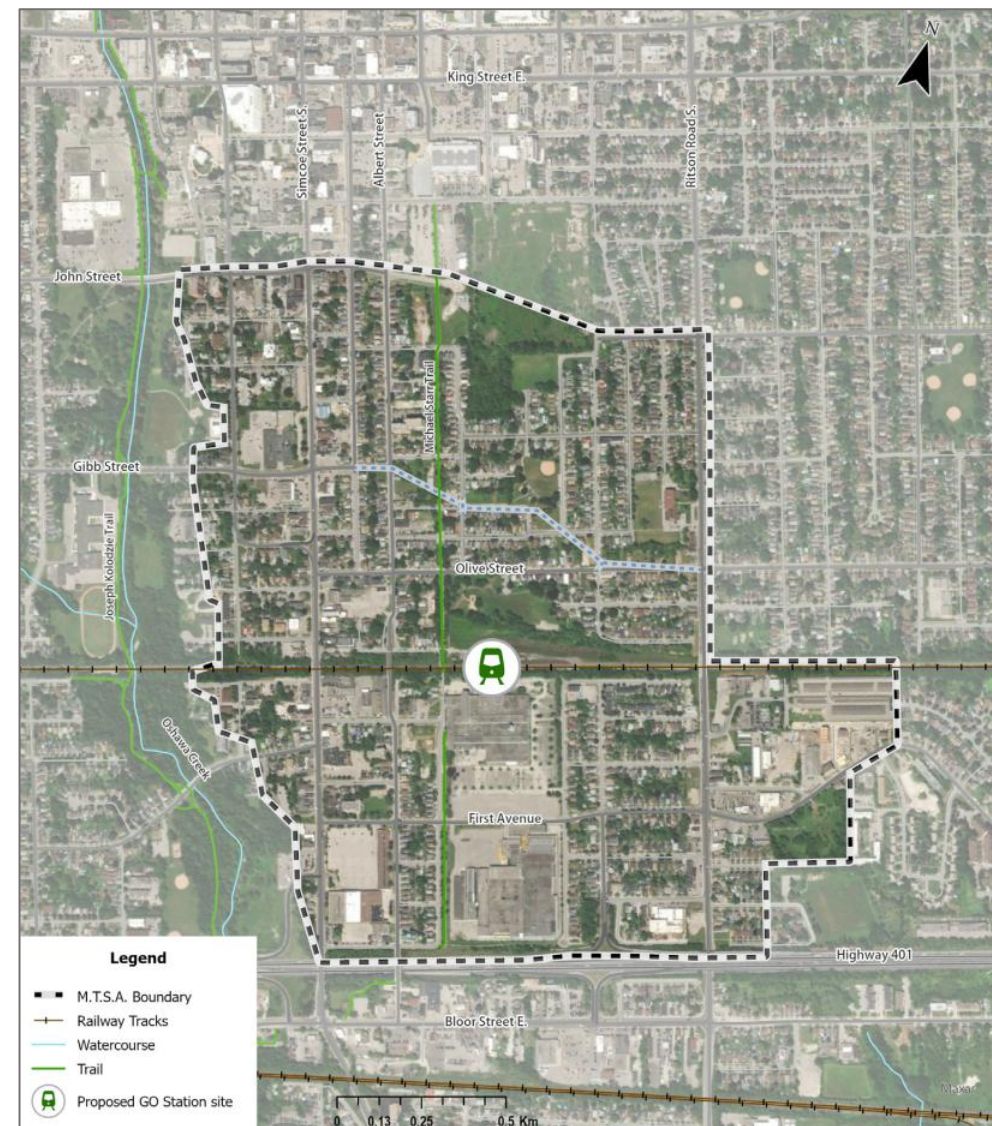 N
King Street E.
Simcoe Street S.
Albert Street
Ritson Road S.
John Street
Michael Starr Trail
Gibb Street
Joseph Kolodzie Trail
Olive Street
Oshawa Creek
First Avenue
Highway 401
Bloor Street E.
Maxar
Legend
M.T.S.A. Boundary
Railway Tracks
Watercourse
Trail
Proposed GO Station site
0 0.13 0.25 0.5 Km